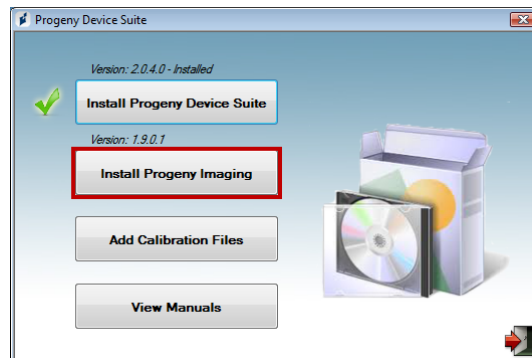 Progeny Device Suite
Version: 2.0.4.0 - Installed
Install Progeny Device Suite
Version: 1.9.0.1
Install Progeny Imaging
Add Calibration Files
View Manuals